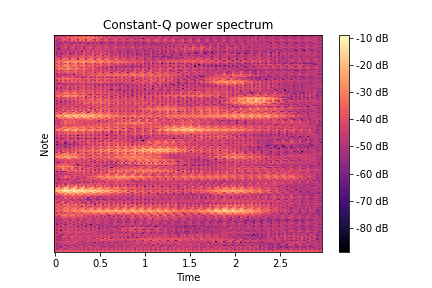 Constant-Q power spectrum
Note
-10 dB
-20 dB
-30 dB
-40 dB
-50 dB
-60 dB
-70 dB
-80 dB
0
0.5
1
1.5
2
2.5
Time